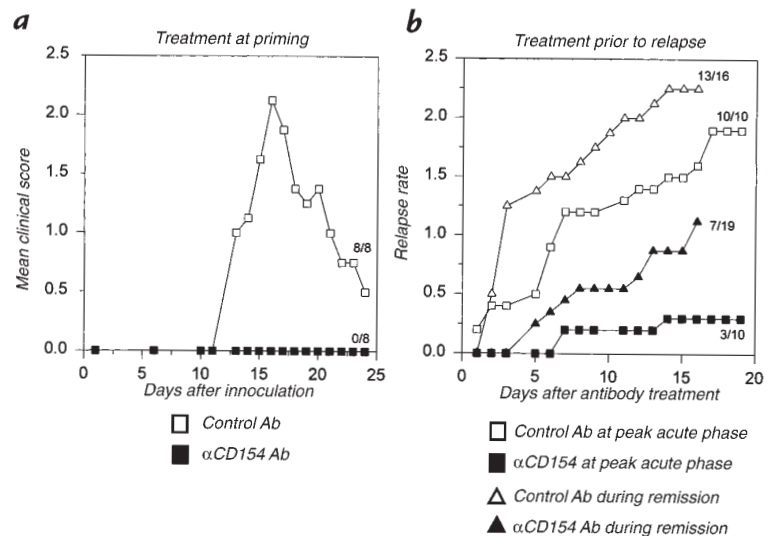 a
Treatment at priming
2.5
2.0
1.5
1.0
0.5
0.0
Mean clinical score
8/8
0/8
0 5 10 15 20 25
Days after innoculation
Control Ab
αCD154 Ab
b
Treatment prior to relapse
2.5
2.0
1.5
1.0
0.5
0.0
Relapse rate
13/16
10/10
7/19
3/10
0 5 10 15 20
Days after antibody treatment
Control Ab at peak acute phase
αCD154 at peak acute phase
Control Ab during remission
αCD154 Ab during remission